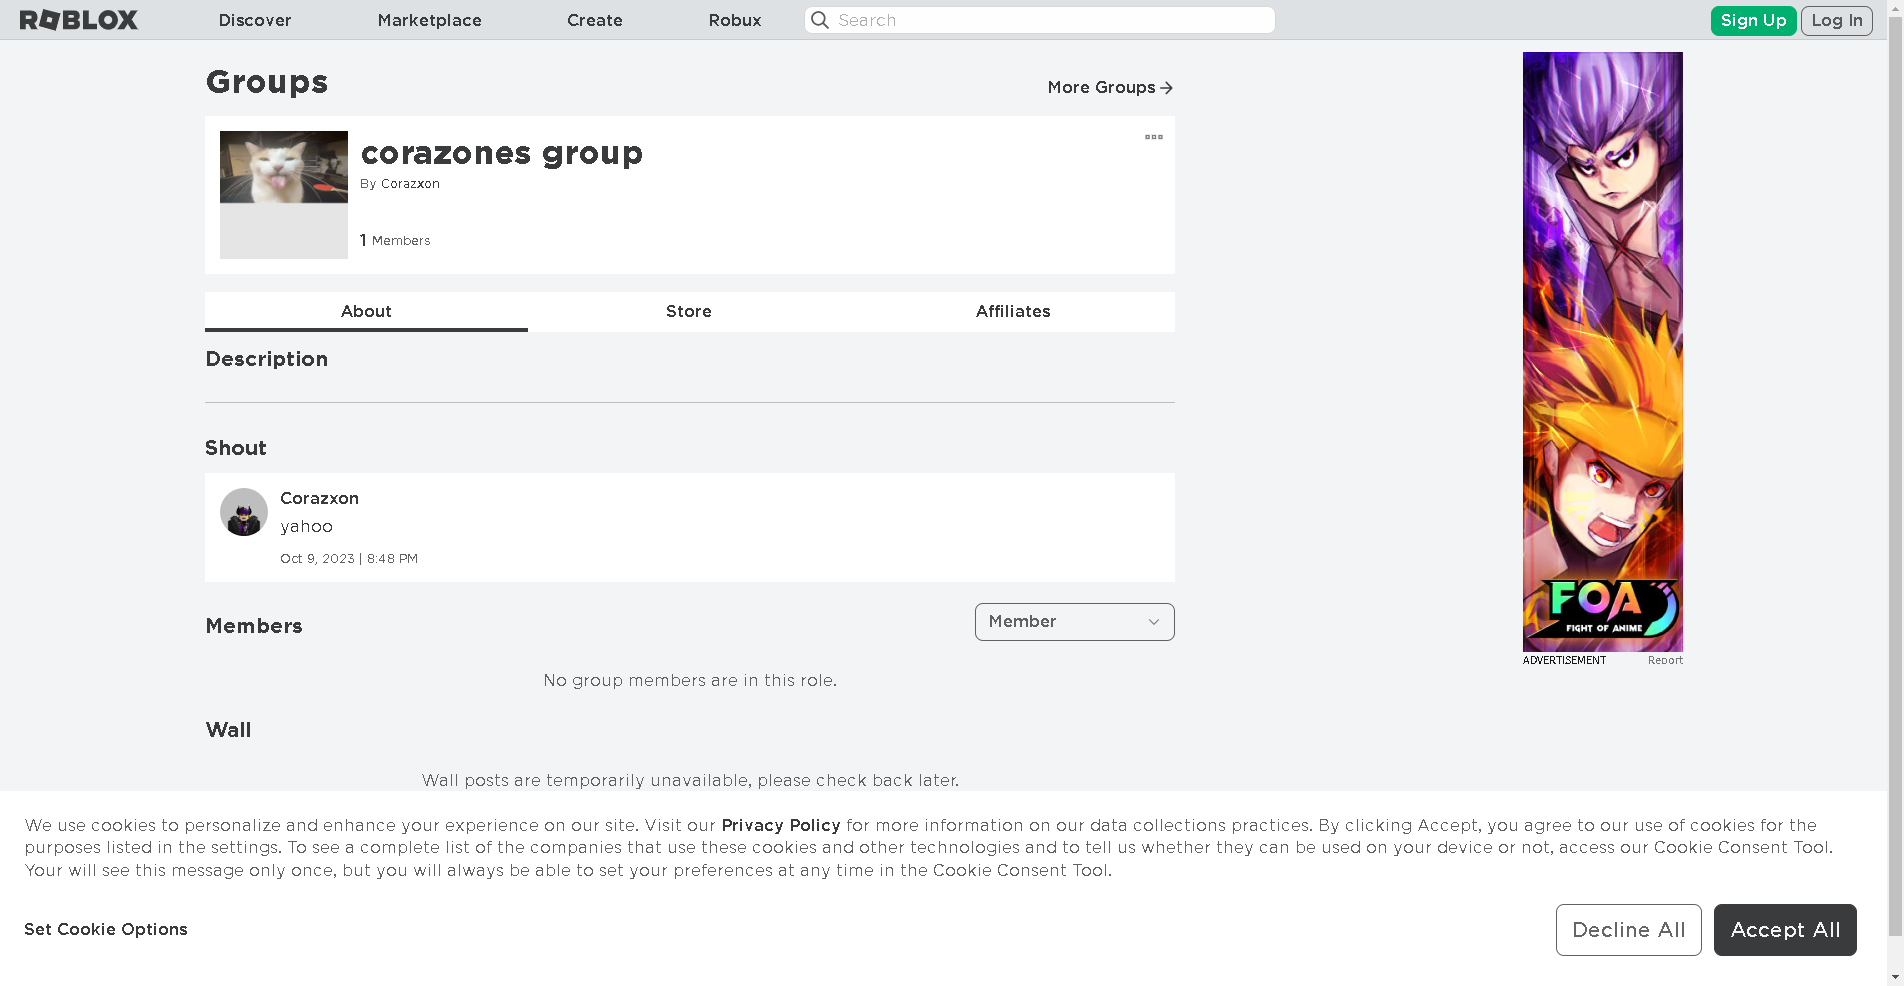 ROBLOX
Discover
Marketplace
Create
Robux
Search
Sign Up
Log In
Groups
More Groups
corazones group
By Corazxon
1 Members
About
Store
Affiliates
Description
Shout
Corazxon
yahoo
Oct 9, 2023 | 8:48 PM
Members
Member
No group members are in this role.
Wall
Wall posts are temporarily unavailable, please check back later.
FOA
FIGHT OF ANIME
ADVERTISEMENT
Report
We use cookies to personalize and enhance your experience on our site. Visit our Privacy Policy for more information on our data collections practices. By clicking Accept, you agree to our use of cookies for the
purposes listed in the settings. To see a complete list of the companies that use these cookies and other technologies and to tell us whether they can be used on your device or not, access our Cookie Consent Tool.
Your will see this message only once, but you will always be able to set your preferences at any time in the Cookie Consent Tool.
Set Cookie Options
Decline All
Accept All